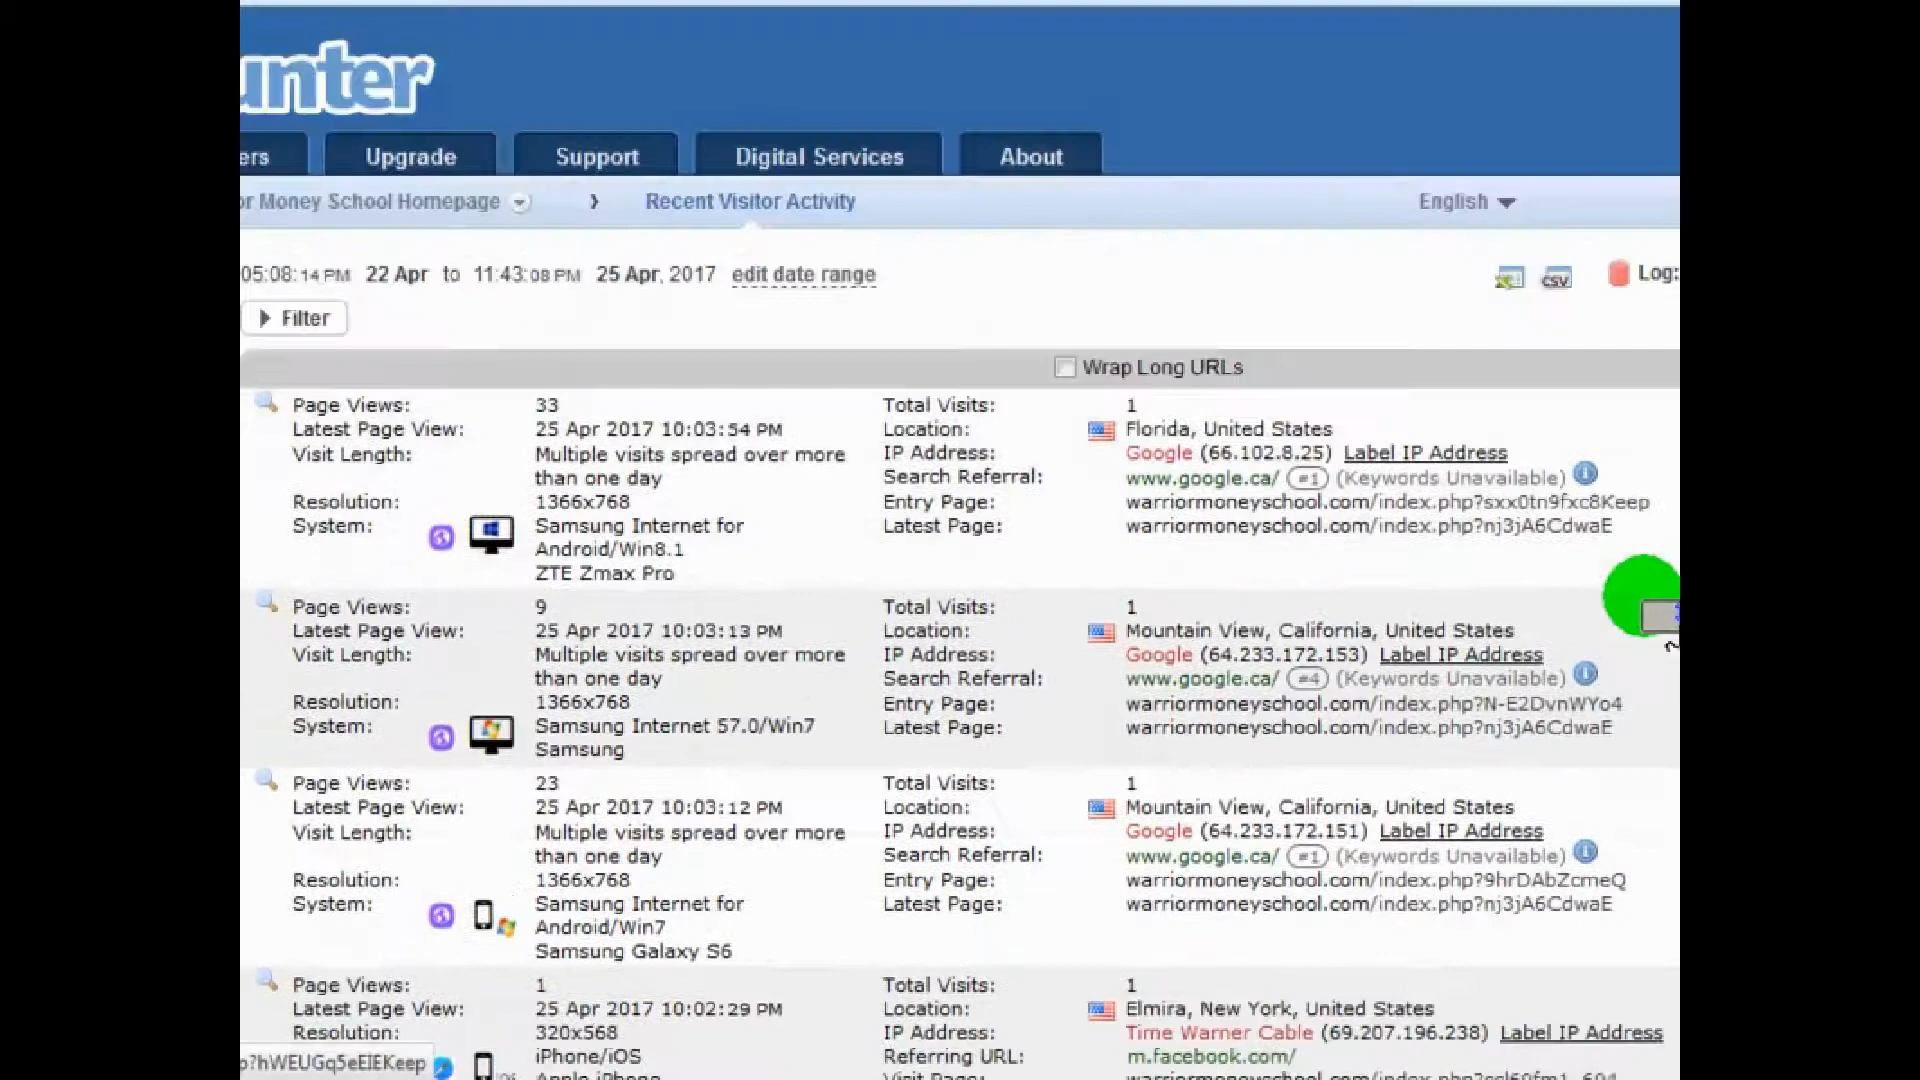 unter
ers Upgrade Support Digital Services About
or Money School Homepage › Recent Visitor Activity English
05:08:14 PM 22 Apr to 11:43:08 PM 25 Apr, 2017 edit date range CSV Log:
Filter
Wrap Long URLs
Page Views: 33 Total Visits: 1
Latest Page View: 25 Apr 2017 10:03:54 PM Location: Florida, United States
Visit Length: Multiple visits spread over more IP Address: Google (66.102.8.25) Label IP Address
than one day Search Referral: www.google.ca/ #1 (Keywords Unavailable)
Resolution: 1366x768 Entry Page: warriormoneyschool.com/index.php?sxx0tn9fxc8Keep
System: Samsung Internet for Latest Page: warriormoneyschool.com/index.php?nj3jA6CdwaE
Android/Win8.1
ZTE Zmax Pro
Page Views: 9 Total Visits: 1
Latest Page View: 25 Apr 2017 10:03:13 PM Location: Mountain View, California, United States
Visit Length: Multiple visits spread over more IP Address: Google (64.233.172.153) Label IP Address
than one day Search Referral: www.google.ca/ #4 (Keywords Unavailable)
Resolution: 1366x768 Entry Page: warriormoneyschool.com/index.php?N-E2DvnWYo4
System: Samsung Internet 57.0/Win7 Latest Page: warriormoneyschool.com/index.php?nj3jA6CdwaE
Samsung
Page Views: 23 Total Visits: 1
Latest Page View: 25 Apr 2017 10:03:12 PM Location: Mountain View, California, United States
Visit Length: Multiple visits spread over more IP Address: Google (64.233.172.151) Label IP Address
than one day Search Referral: www.google.ca/ #1 (Keywords Unavailable)
Resolution: 1366x768 Entry Page: warriormoneyschool.com/index.php?9hrDAbZcmeQ
System: Samsung Internet for Latest Page: warriormoneyschool.com/index.php?nj3jA6CdwaE
Android/Win7
Samsung Galaxy S6
Page Views: 1 Total Visits: 1
Latest Page View: 25 Apr 2017 10:02:29 PM Location: Elmira, New York, United States
Resolution: 320x568 IP Address: Time Warner Cable (69.207.196.238) Label IP Address
p?hWEUGq5eEIEKeep iPhone/iOS Referring URL: m.facebook.com/
Apple iPhone Visit Page: